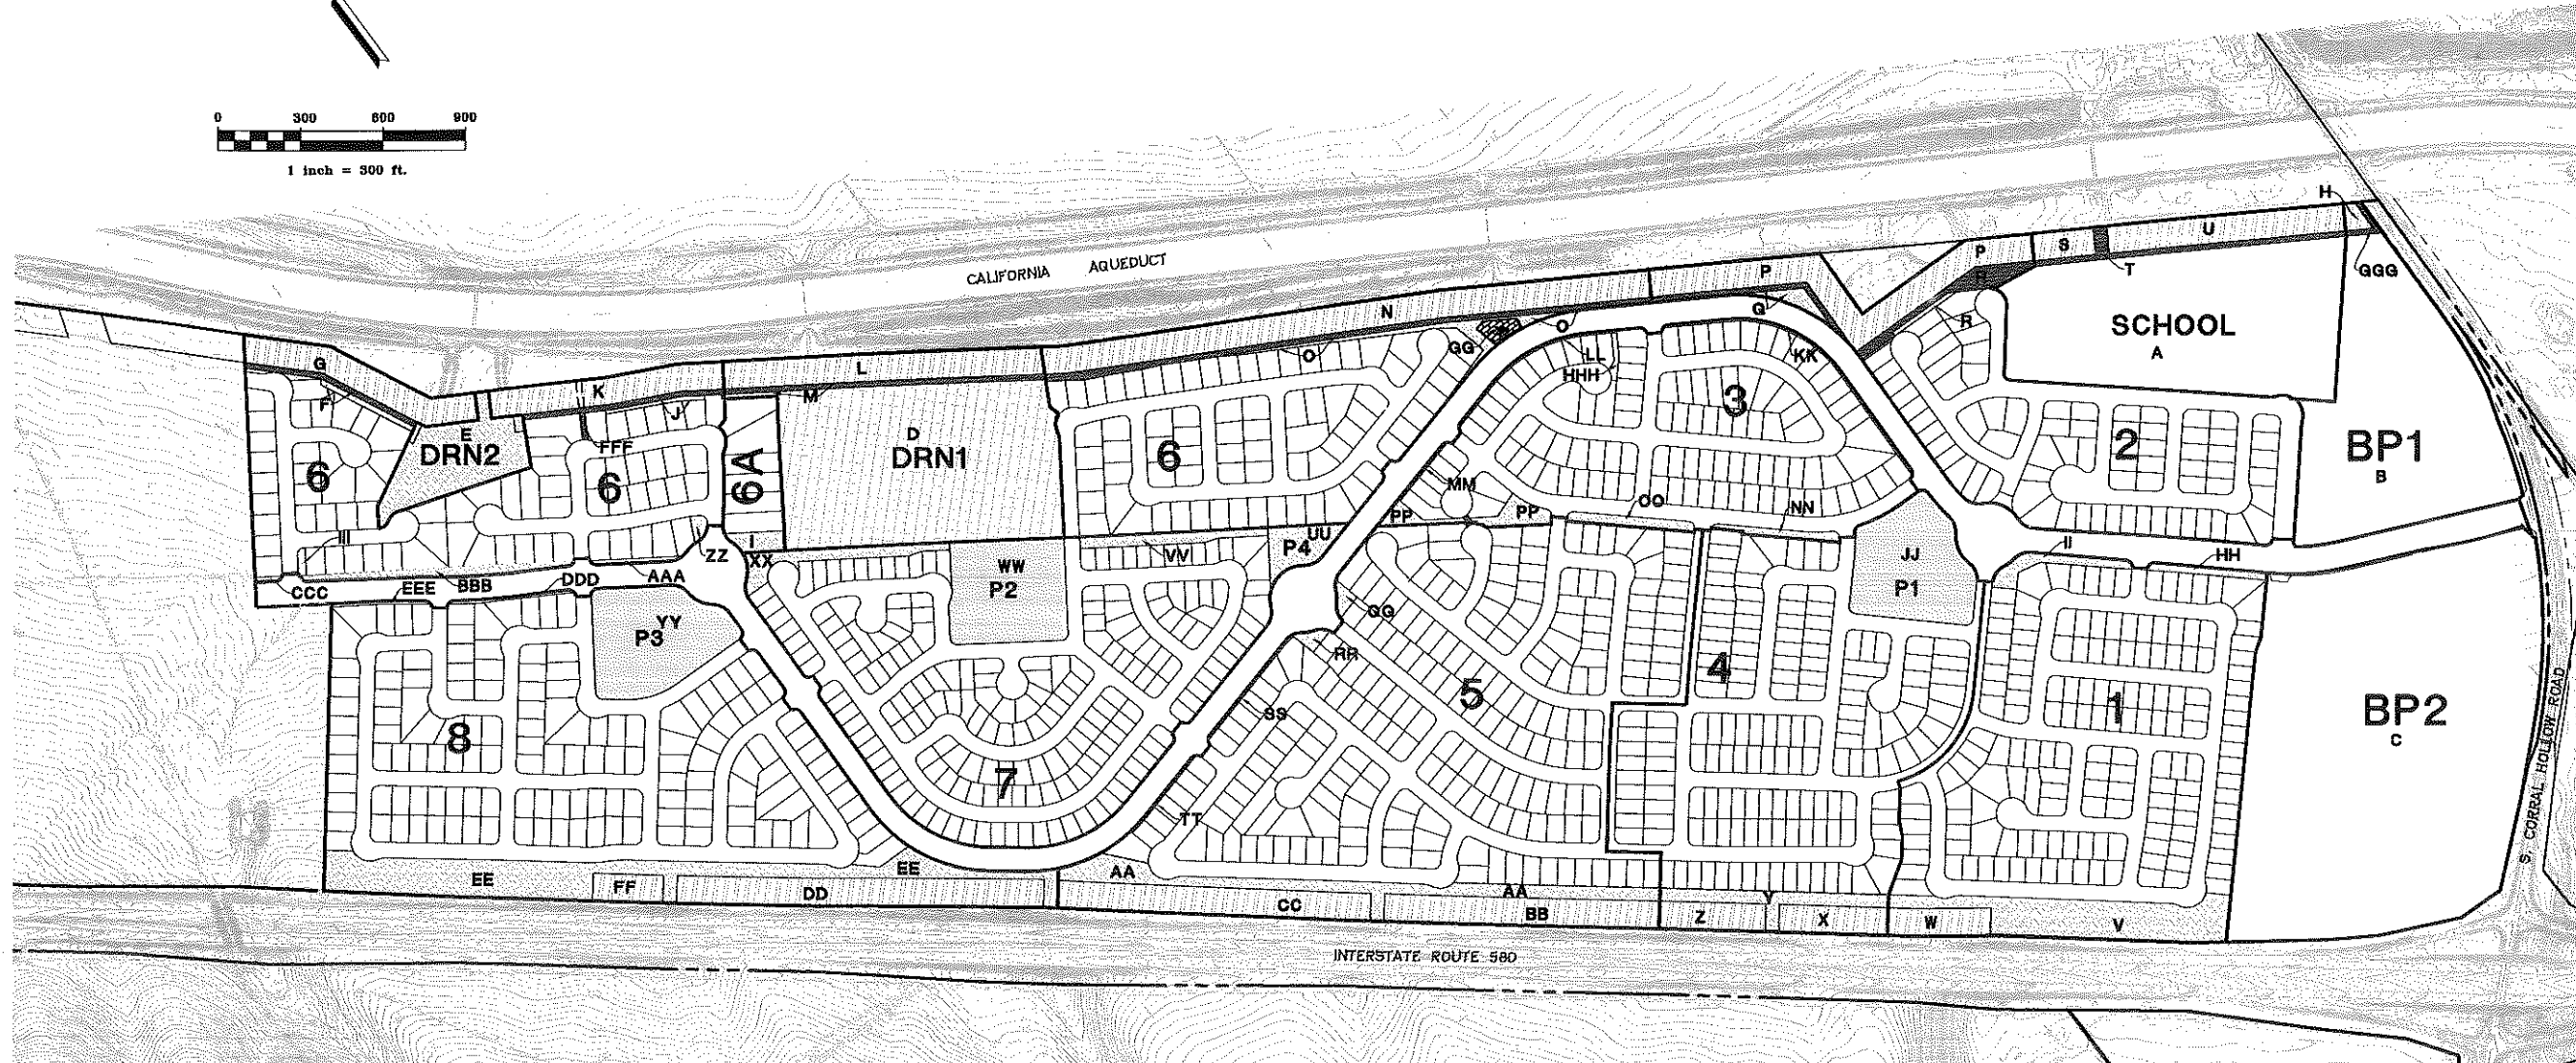 0 300 600 900
1 inch = 300 ft.
CALIFORNIA AQUEDUCT
H
U
S
P
P
T
GGG
R
N
Q
O
R
SCHOOL
A
G
K
L
M
O
GG
LL
HHH
KK
F
J
3
E
DRN2
FFF
D
DRN1
6
6
6A
6
2
BP1
B
MM
PP
PP
OO
NN
III
I
ZZ
XX
VV
P4
UU
JJ
P1
II
HH
CCC
EEE
BBB
DDD
AAA
WW
P2
YY
P3
QQ
RR
SS
TT
8
7
5
4
1
BP2
C
S. CORRAL HOLLOW ROAD
EE
EE
FF
DD
AA
AA
CC
BB
Z
Y
X
W
V
INTERSTATE ROUTE 580